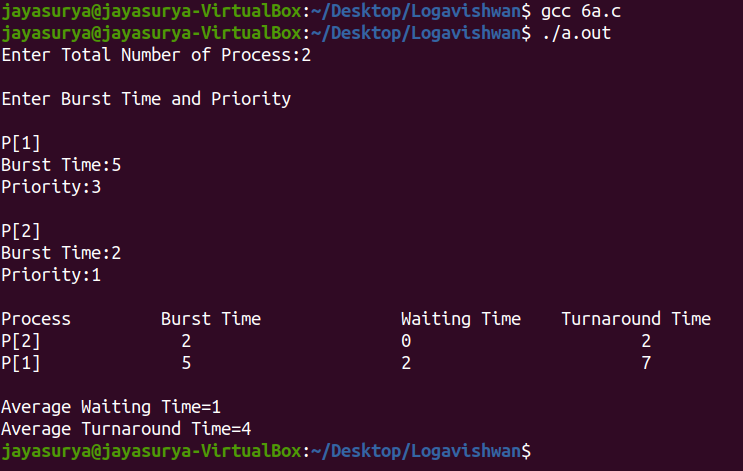 jayasurya@jayasurya-VirtualBox:~/Desktop/Logavishwan$ gcc 6a.c
jayasurya@jayasurya-VirtualBox:~/Desktop/Logavishwan$ ./a.out
Enter Total Number of Process:2
Enter Burst Time and Priority
P[1]
Burst Time:5
Priority:3
P[2]
Burst Time:2
Priority:1
Process Burst Time Waiting Time Turnaround Time
P[2] 2 0 2
P[1] 5 2 7
Average Waiting Time=1
Average Turnaround Time=4
jayasurya@jayasurya-VirtualBox:~/Desktop/Logavishwan$